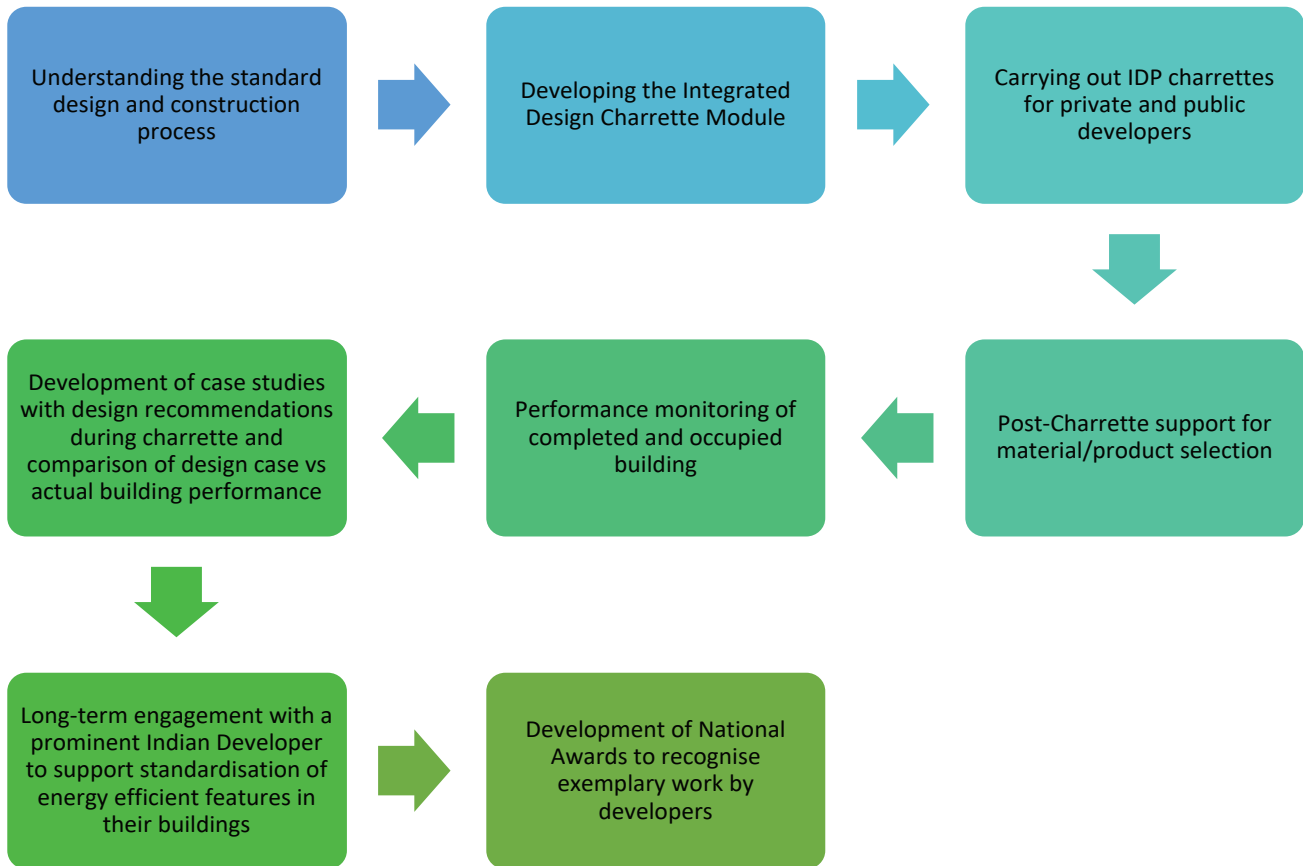 Understanding the standard
design and construction
process
Developing the Integrated
Design Charrette Module
Carrying out IDP charrettes
for private and public
developers
Post-Charrette support for
material/product selection
Performance monitoring of
completed and occupied
building
Development of case studies
with design recommendations
during charrette and
comparison of design case vs
actual building performance
Long-term engagement with a
prominent Indian Developer
to support standardisation of
energy efficient features in
their buildings
Development of National
Awards to recognise
exemplary work by
developers